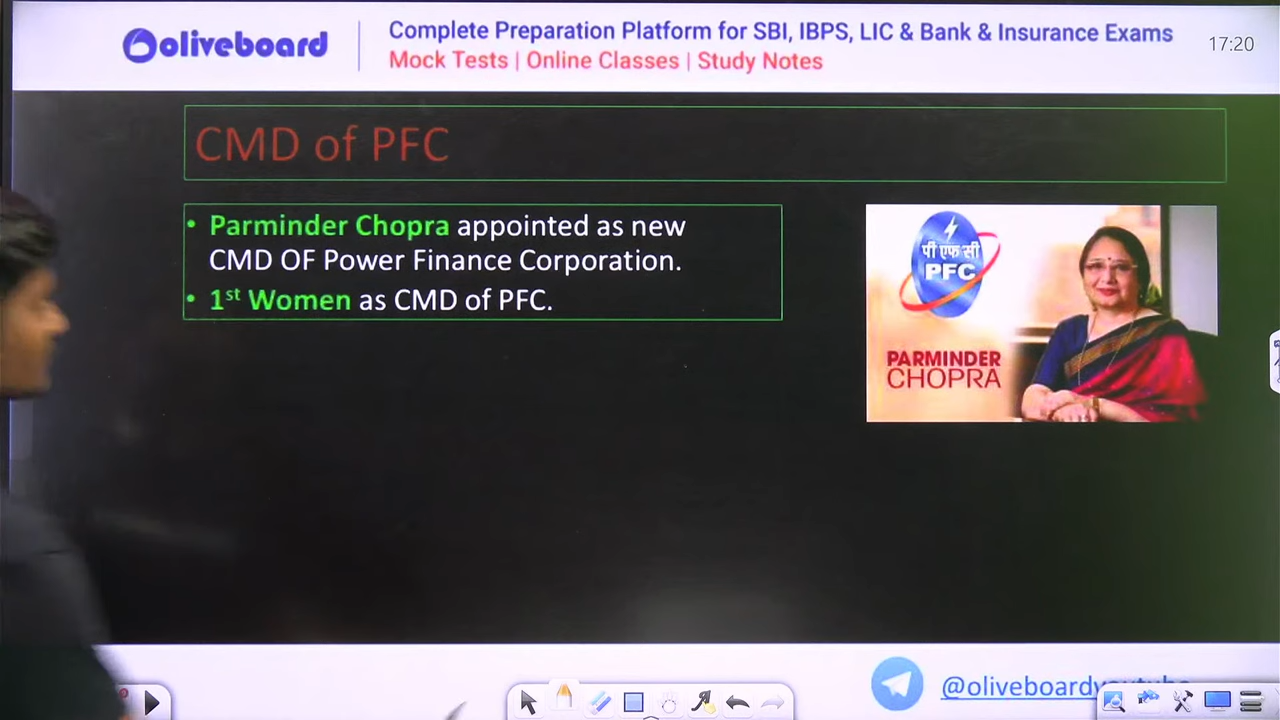 oliveboard
Complete Preparation Platform for SBI, IBPS, LIC & Bank & Insurance Exams
Mock Tests | Online Classes | Study Notes
17:20
CMD of PFC
• Parminder Chopra appointed as new
CMD OF Power Finance Corporation.
• 1st Women as CMD of PFC.
पी एफ सी
PFC
PARMINDER
CHOPRA
@oliveboardyoutube